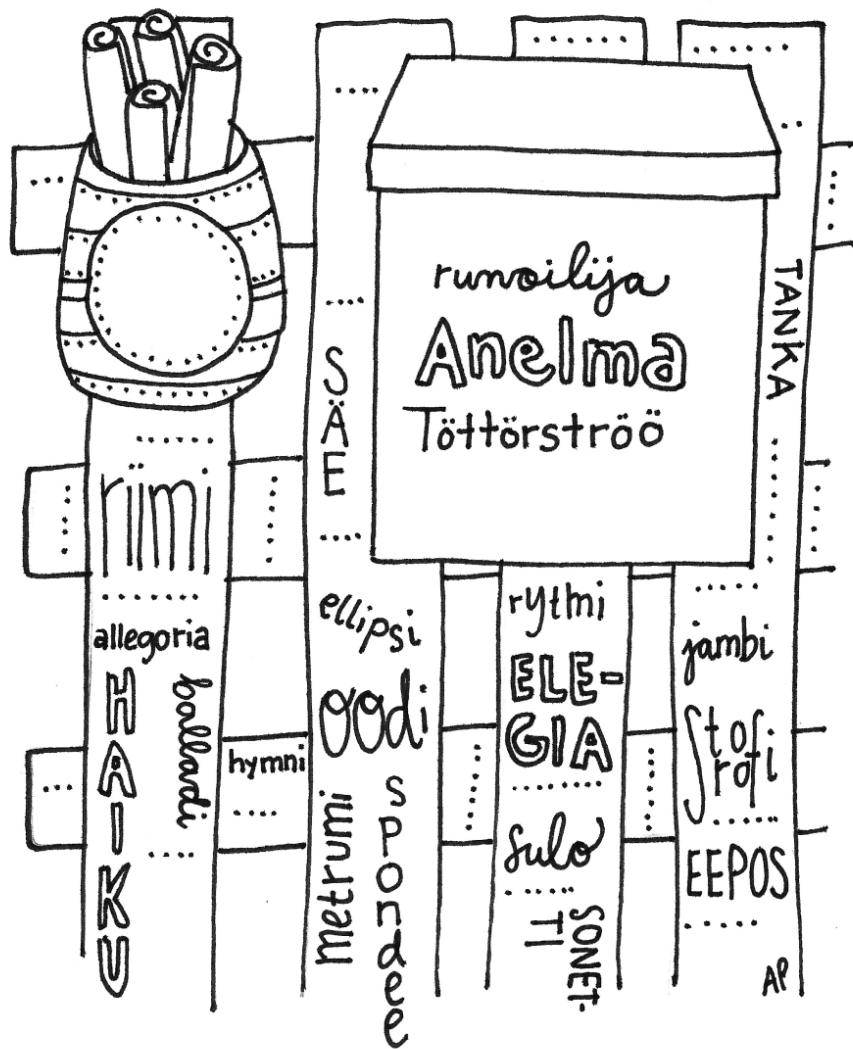 runoilija
Anelma
Töttörströö
TANKA
SÄE
riimi
allegoria
HAIKU
balladi
hymni
ellipsi
oodi
metrumi
spondee
rytmi
ELE-
GIA
sulo
SONET-
TI
jambi
Strofi
EEPOS
AP